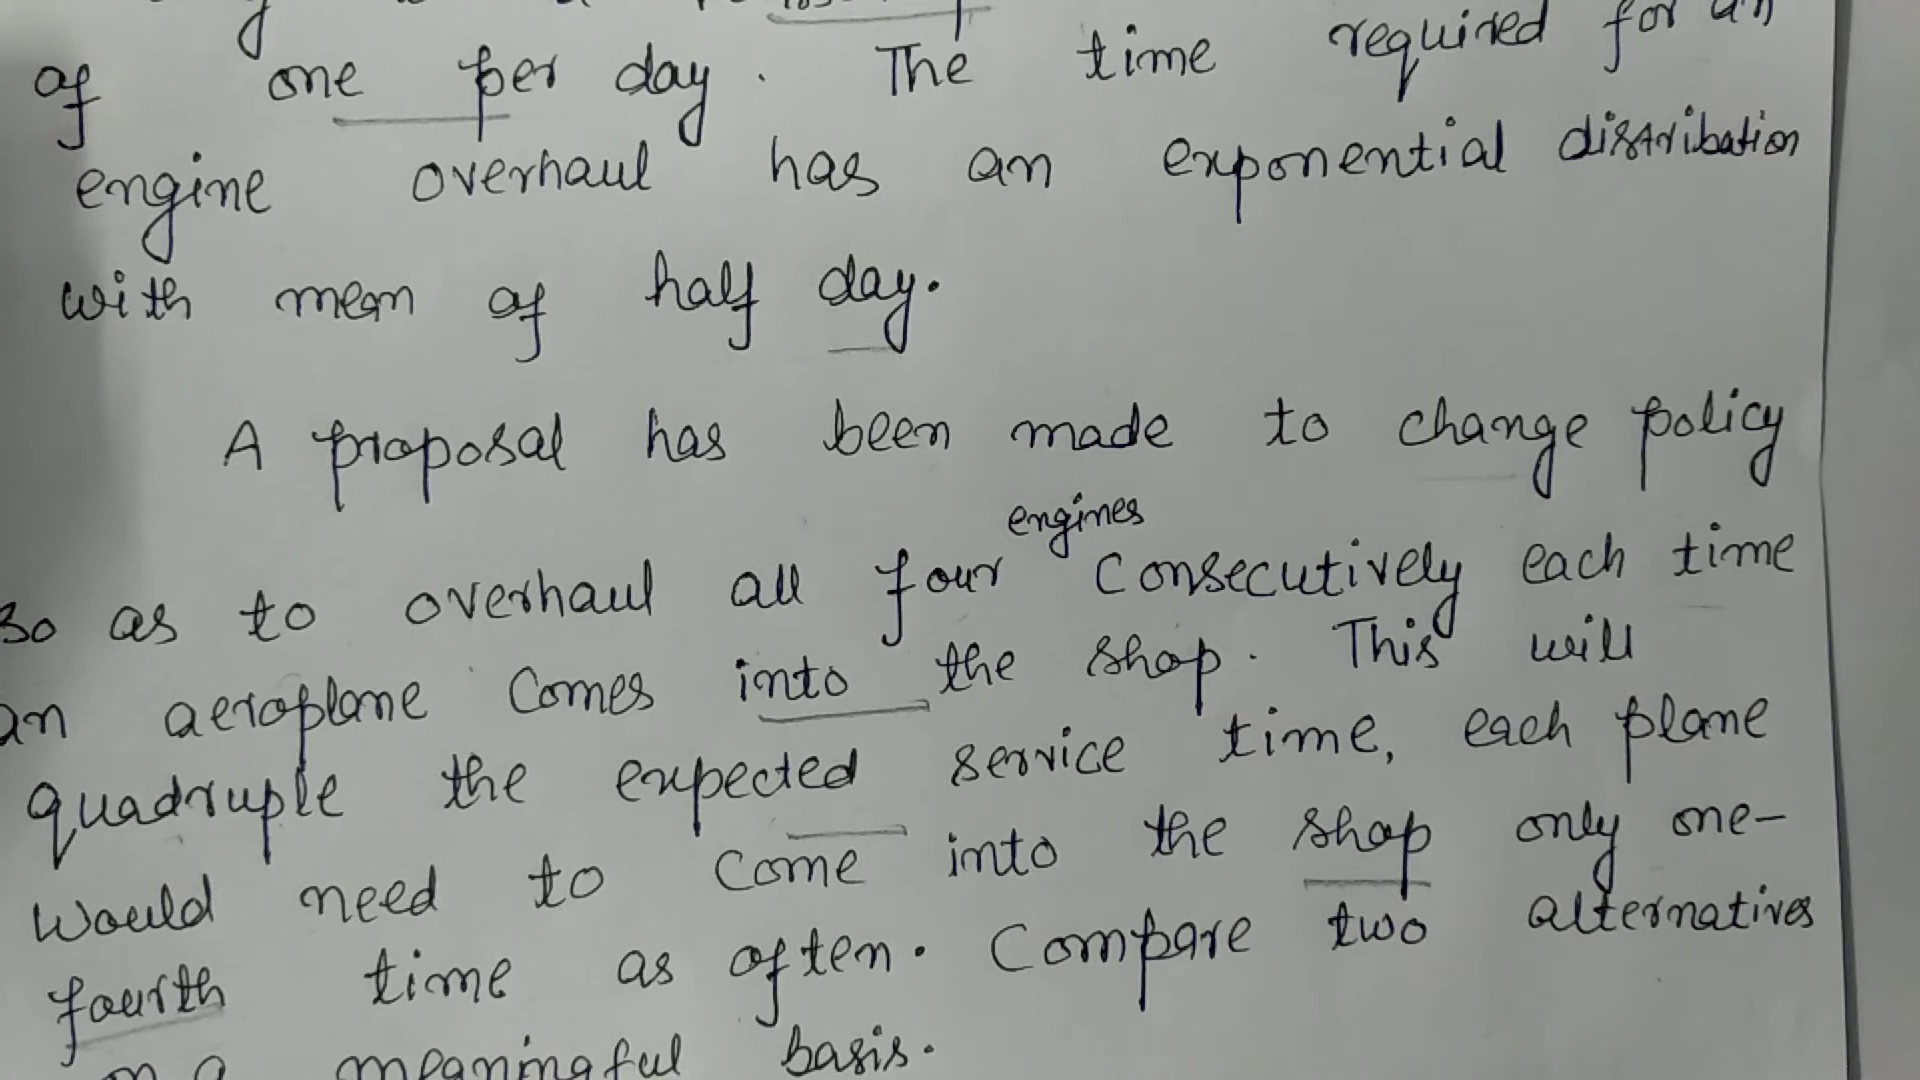 of one per day. The time required for an
engine overhaul has an exponential distribution
with mean of half day.
A proposal has been made to change policy
engines
so as to overhaul all four consecutively each time
an aeroplane comes into the shop. This will
quadruple the expected service time, each plane
would need to come into the shop only one-
fourth time as often. Compare two alternatives
on a meaningful basis.